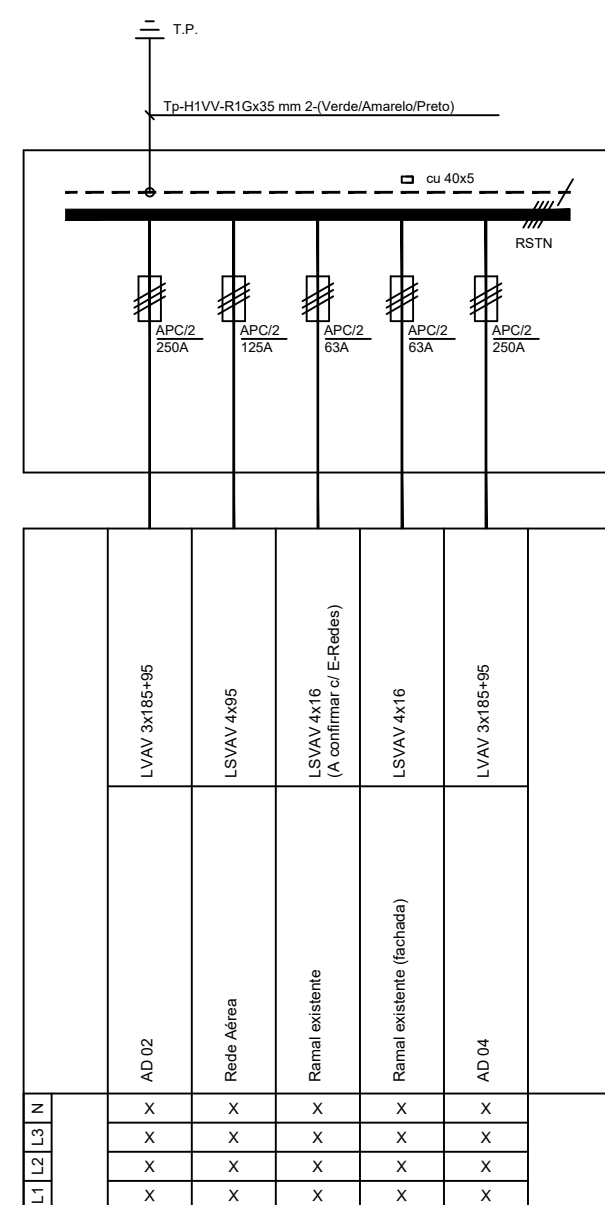 T.P.
Tp-H1VV-R1Gx35 mm 2-(Verde/Amarelo/Preto)
cu 40x5
RSTN
APC/2
250A
APC/2
125A
APC/2
63A
APC/2
63A
APC/2
250A
LVAV 3x185+95
LSVAV 4x95
LSVAV 4x16
(A confirmar c/ E-Redes)
LSVAV 4x16
LVAV 3x185+95
AD 02
Rede Aérea
Ramal existente
Ramal existente (fachada)
AD 04
N X X X X X
L3 X X X X X
L2 X X X X X
L1 X X X X X